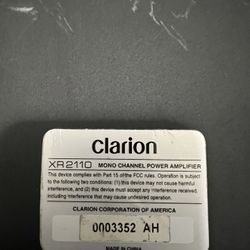 clarion
XR2110 MONO CHANNEL POWER AMPLIFIER
This device complies with Part 15 of the FCC rules. Operation is subject
to the following two conditions: (1) this device may not cause harmful
interference, and (2) this device must accept any interference received,
including interference that may cause undesired operation.
CLARION CORPORATION OF AMERICA
0003352 AH
MADE IN CHINA